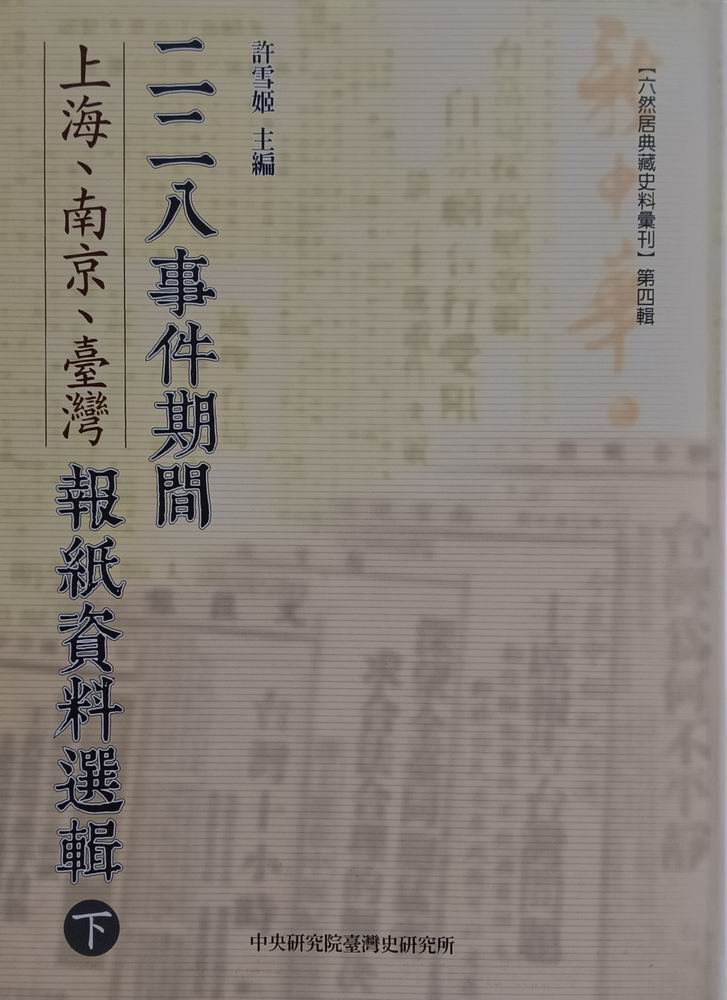 【六然居典藏史料彙刊】第四輯
許雪姬 主編
二二八事件期間
上海、南京、臺灣 報紙資料選輯 下
中央研究院臺灣史研究所